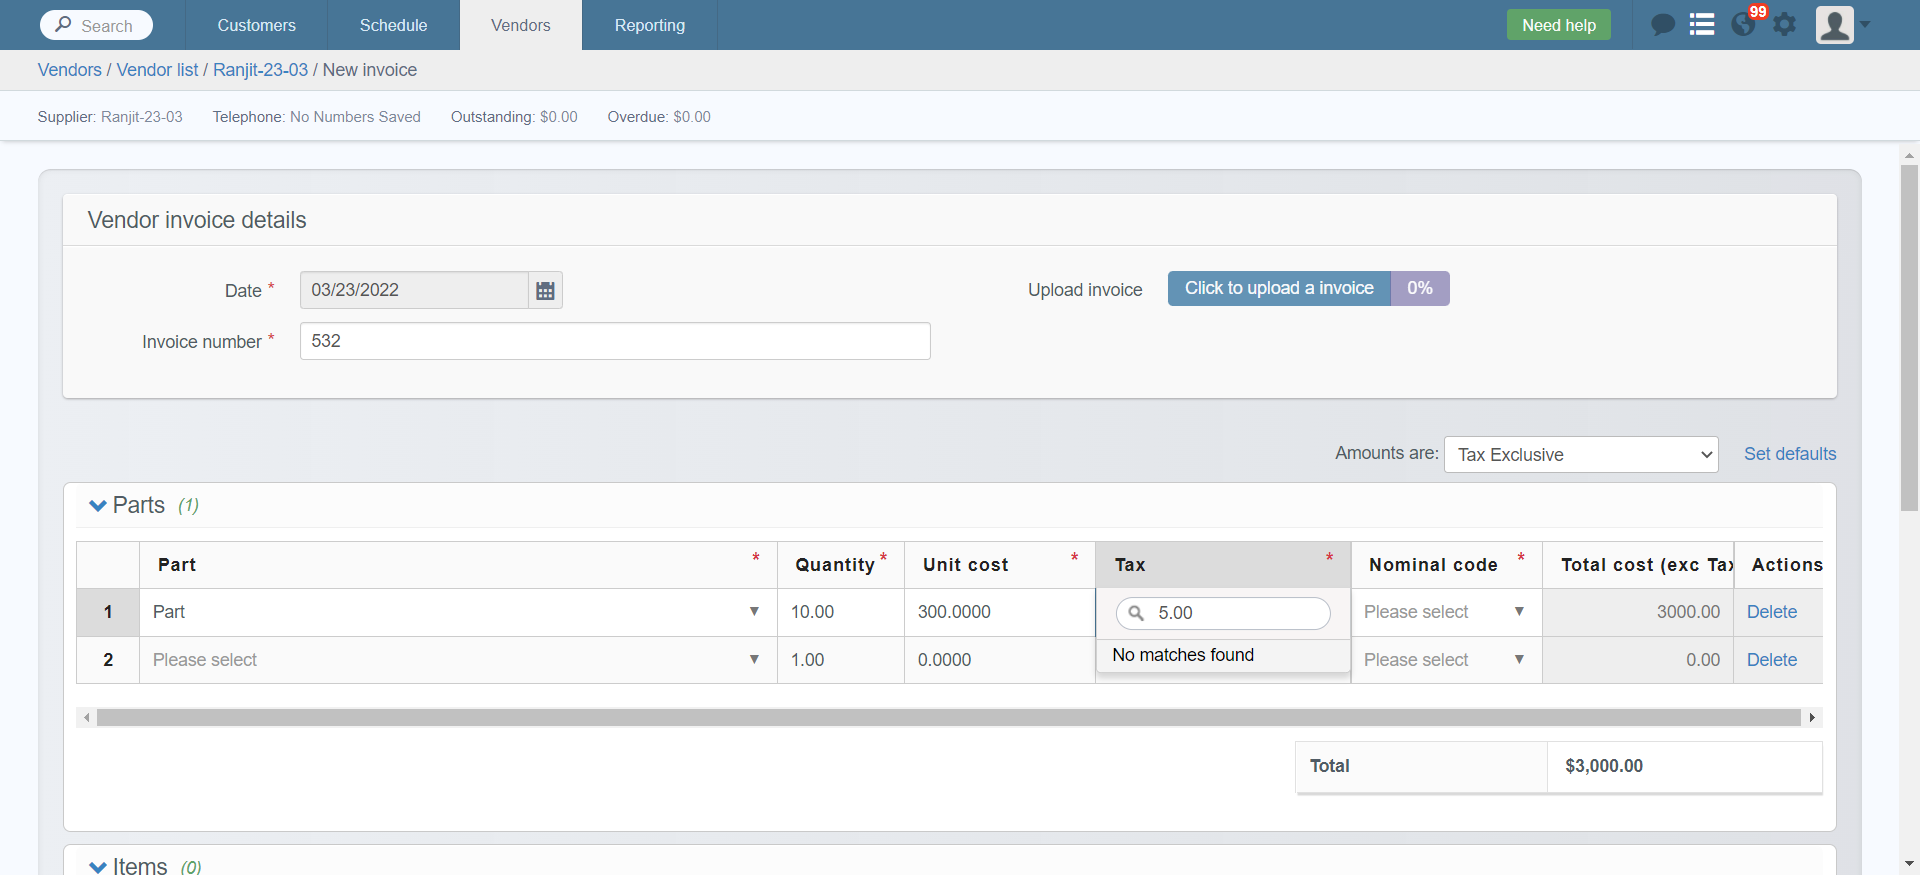 Search Customers Schedule Vendors Reporting Need help 99
Vendors / Vendor list / Ranjit-23-03 / New invoice
Supplier: Ranjit-23-03 Telephone: No Numbers Saved Outstanding: $0.00 Overdue: $0.00
Vendor invoice details
Date * 03/23/2022 Upload invoice Click to upload a invoice 0%
Invoice number * 532
Amounts are: Tax Exclusive Set defaults
Parts (1)
Part * Quantity * Unit cost * Tax * Nominal code * Total cost (exc Tax Actions
1 Part 10.00 300.0000 5.00 Please select 3000.00 Delete
2 Please select 1.00 0.0000 No matches found Please select 0.00 Delete
Total $3,000.00
Items (0)